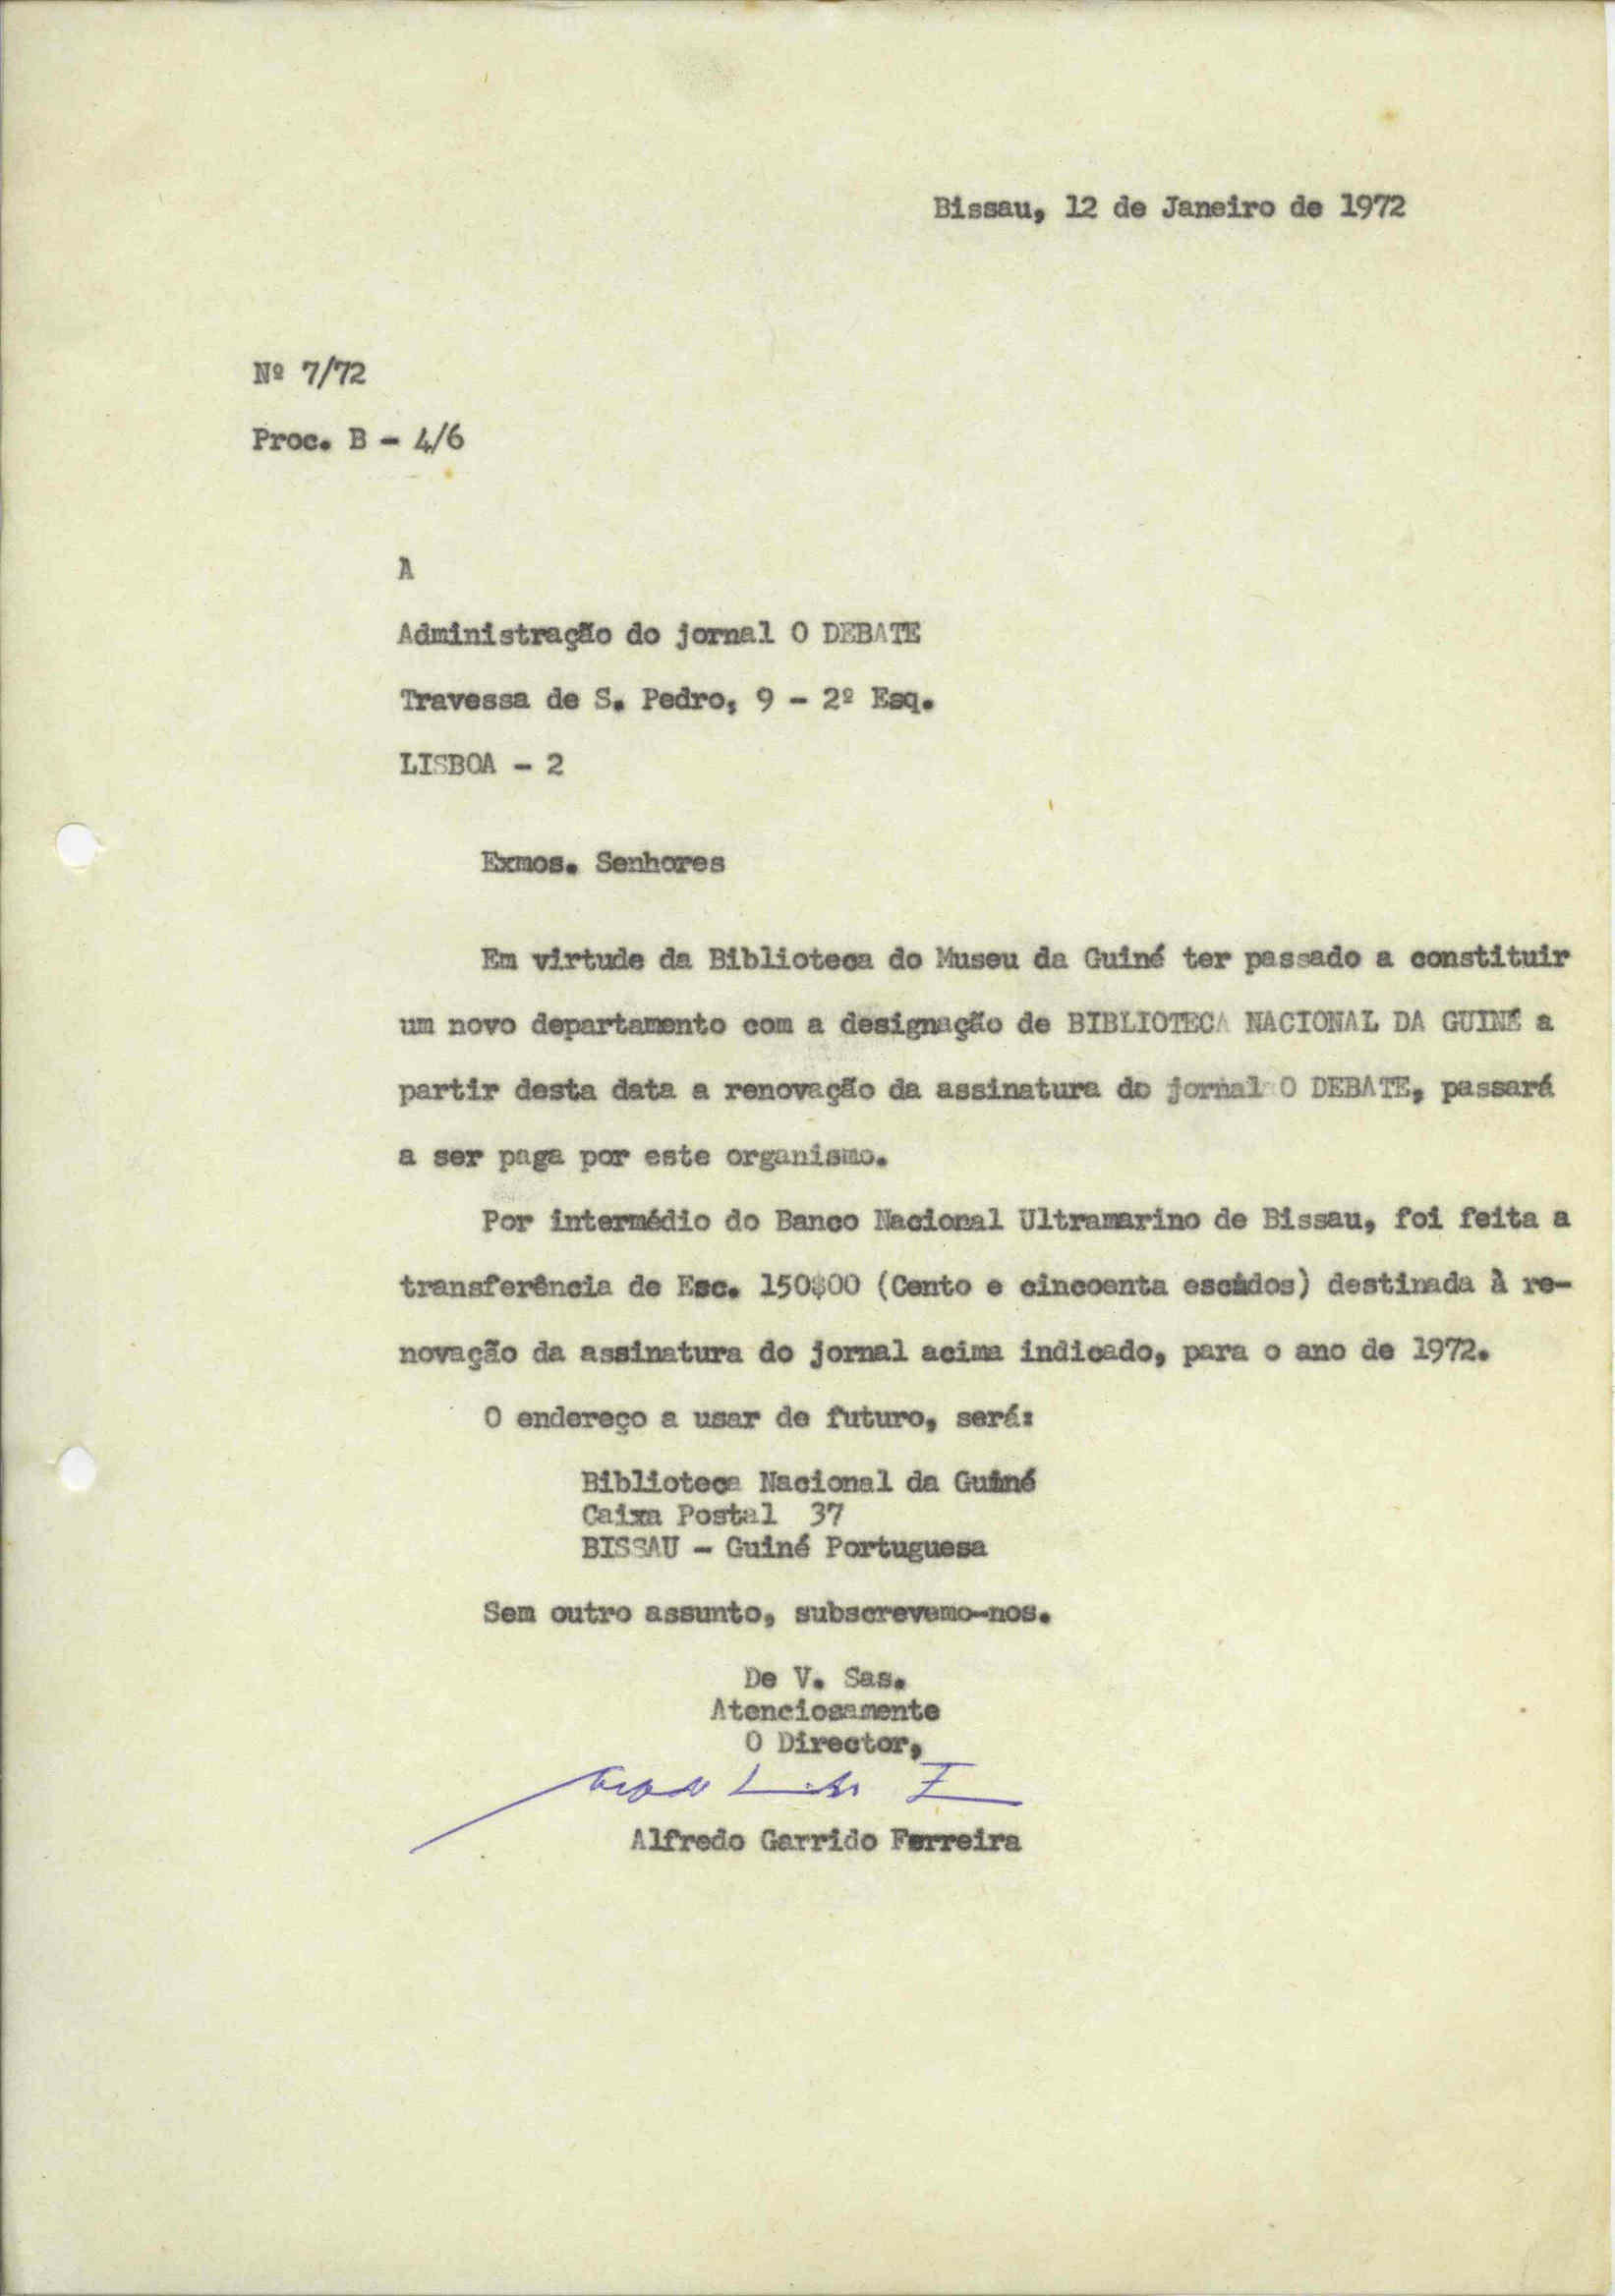 Bissau, 12 de Janeiro de 1972
Nº 7/72
Proc. B - 4/6
A
Administração do jornal O DEBATE
Travessa de S. Pedro, 9 - 2º Esq.
LISBOA - 2
Exmos. Senhores
Em virtude da Biblioteca do Museu da Guiné ter passado a constituir
um novo departamento com a designação de BIBLIOTECA NACIONAL DA GUINÉ a
partir desta data a renovação da assinatura do jornal O DEBATE, passará
a ser paga por este organismo.
Por intermédio do Banco Nacional Ultramarino de Bissau, foi feita a
transferência de Esc. 150$00 (Cento e cincoenta escudos) destinada à re-
novação da assinatura do jornal acima indicado, para o ano de 1972.
O endereço a usar de futuro, será:
Biblioteca Nacional da Guiné
Caixa Postal 37
BISSAU - Guiné Portuguesa
Sem outro assunto, subscrevemo-nos.
De V. Sas.
Atenciosamente
O Director,
Alfredo Garrido Ferreira